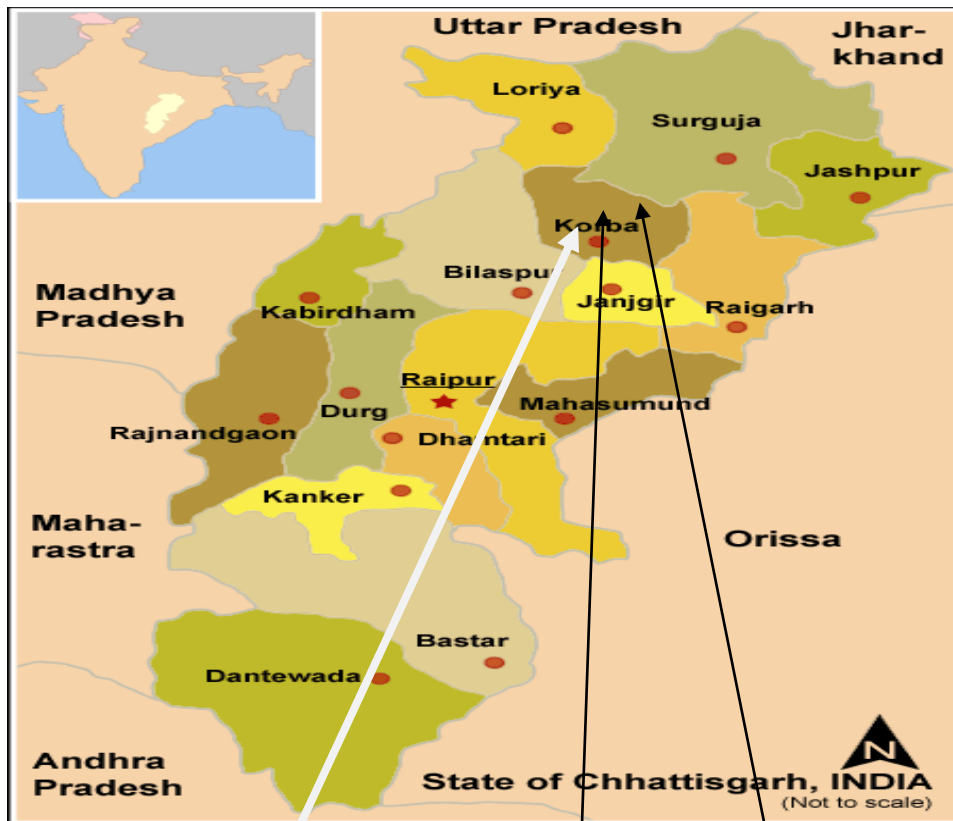 Uttar Pradesh
Jhar-
khand
Loriya
Surguja
Jashpur
Korba
Bilaspur
Madhya
Pradesh
Kabirdham
Janjgir
Raigarh
Raipur
Mahasumund
Durg
Rajnandgaon
Dhamtari
Kanker
Maha-
rastra
Orissa
Bastar
Dantewada
Andhra
Pradesh
N
State of Chhattisgarh, INDIA
(Not to scale)